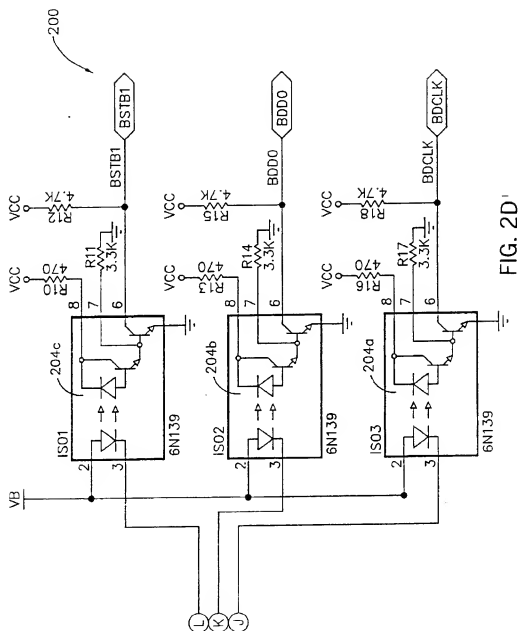 200
VB
VCC
R10
470
VCC
R12
4.7K
ISO1
204c
8
7
6
2
3
R11
3.3K
6N139
BSTB1
BSTB1
VCC
R13
470
VCC
R15
4.7K
ISO2
204b
8
7
6
2
3
R14
3.3K
6N139
BDD0
BDD0
VCC
R16
470
VCC
R18
4.7K
ISO3
204a
8
7
6
2
3
R17
3.3K
6N139
BDCLK
BDCLK
L
K
J
FIG. 2D'